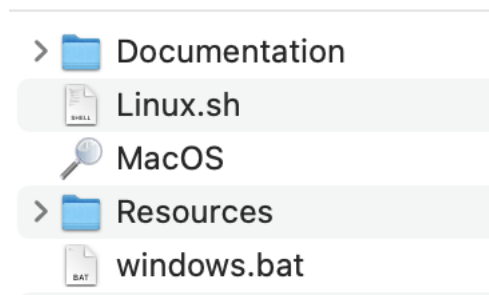 Documentation
Linux.sh
SHELL
MacOS
Resources
windows.bat
BAT